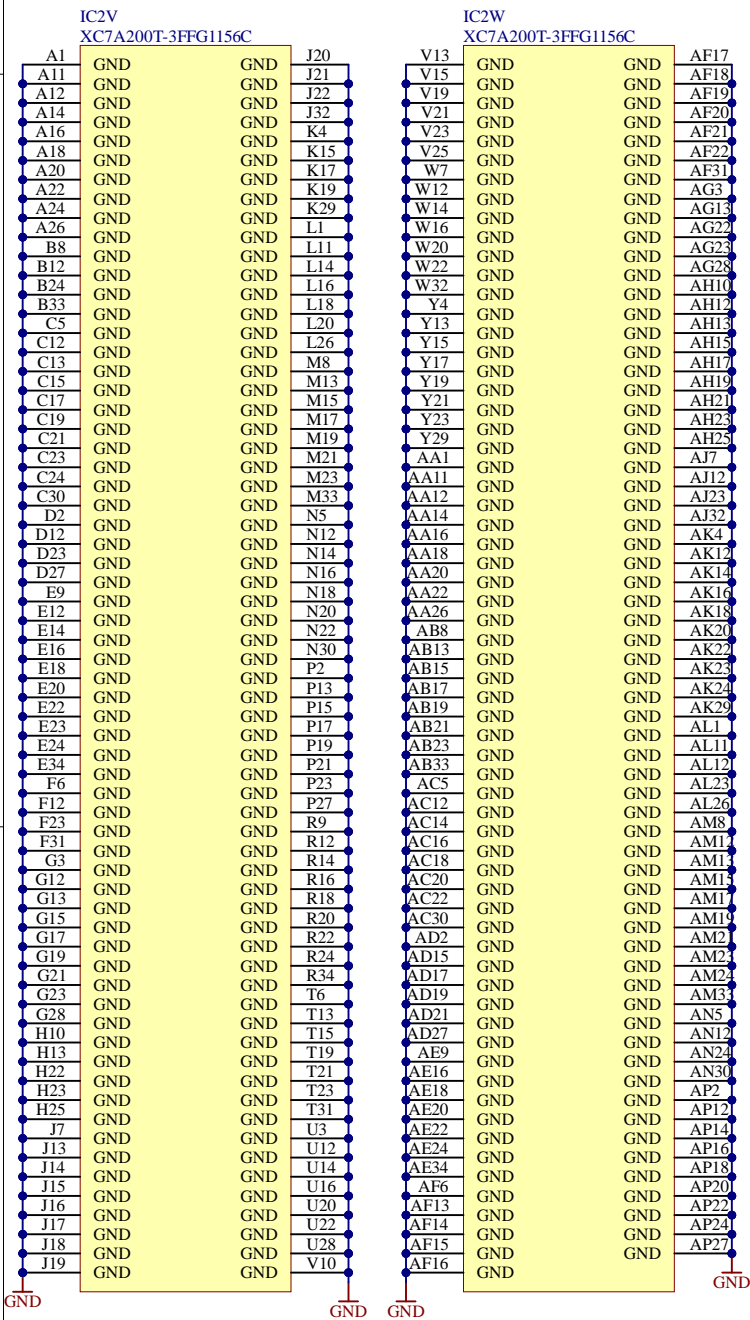 IC2V
XC7A200T-3FFG1156C
A1 GND GND J20
A11 GND GND J21
A12 GND GND J22
A14 GND GND J32
A16 GND GND K4
A18 GND GND K15
A20 GND GND K17
A22 GND GND K19
A24 GND GND K29
A26 GND GND L1
B8 GND GND L11
B12 GND GND L14
B24 GND GND L16
B33 GND GND L18
C5 GND GND L20
C12 GND GND L26
C13 GND GND M8
C15 GND GND M13
C17 GND GND M15
C19 GND GND M17
C21 GND GND M19
C23 GND GND M21
C24 GND GND M23
C30 GND GND M33
D2 GND GND N5
D12 GND GND N12
D23 GND GND N14
D27 GND GND N16
E9 GND GND N18
E12 GND GND N20
E14 GND GND N22
E16 GND GND N30
E18 GND GND P2
E20 GND GND P13
E22 GND GND P15
E23 GND GND P17
E24 GND GND P19
E34 GND GND P21
F6 GND GND P23
F12 GND GND P27
F23 GND GND R9
F31 GND GND R12
G3 GND GND R14
G12 GND GND R16
G13 GND GND R18
G15 GND GND R20
G17 GND GND R22
G19 GND GND R24
G21 GND GND R34
G23 GND GND T6
G28 GND GND T13
H10 GND GND T15
H13 GND GND T19
H22 GND GND T21
H23 GND GND T23
H25 GND GND T31
J7 GND GND U3
J13 GND GND U12
J14 GND GND U14
J15 GND GND U16
J16 GND GND U20
J17 GND GND U22
J18 GND GND U28
J19 GND GND V10
GND GND
IC2W
XC7A200T-3FFG1156C
V13 GND GND AF17
V15 GND GND AF18
V19 GND GND AF19
V21 GND GND AF20
V23 GND GND AF21
V25 GND GND AF22
W7 GND GND AF31
W12 GND GND AG3
W14 GND GND AG13
W16 GND GND AG22
W20 GND GND AG23
W22 GND GND AG28
W32 GND GND AH10
Y4 GND GND AH12
Y13 GND GND AH13
Y15 GND GND AH15
Y17 GND GND AH17
Y19 GND GND AH19
Y21 GND GND AH21
Y23 GND GND AH23
Y29 GND GND AH25
AA1 GND GND AJ7
AA11 GND GND AJ12
AA12 GND GND AJ23
AA14 GND GND AJ32
AA16 GND GND AK4
AA18 GND GND AK12
AA20 GND GND AK14
AA22 GND GND AK16
AA26 GND GND AK18
AB8 GND GND AK20
AB13 GND GND AK22
AB15 GND GND AK23
AB17 GND GND AK24
AB19 GND GND AK29
AB21 GND GND AL1
AB23 GND GND AL11
AB33 GND GND AL12
AC5 GND GND AL23
AC12 GND GND AL26
AC14 GND GND AM8
AC16 GND GND AM12
AC18 GND GND AM13
AC20 GND GND AM15
AC22 GND GND AM17
AC30 GND GND AM19
AD2 GND GND AM21
AD15 GND GND AM23
AD17 GND GND AM24
AD19 GND GND AM33
AD21 GND GND AN5
AD27 GND GND AN12
AE9 GND GND AN24
AE16 GND GND AN30
AE18 GND GND AP2
AE20 GND GND AP12
AE22 GND GND AP14
AE24 GND GND AP16
AE34 GND GND AP18
AF6 GND GND AP20
AF13 GND GND AP22
AF14 GND GND AP24
AF15 GND GND AP27
AF16 GND
GND GND